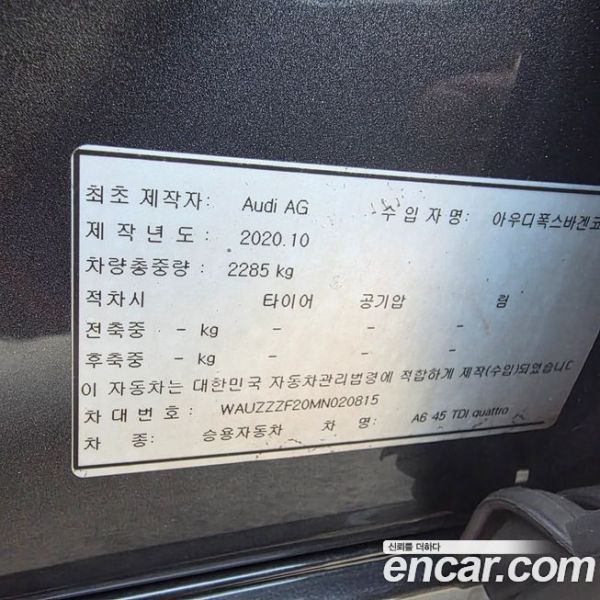 최초 제작자: Audi AG 수 입 자 명: 아우디폭스바겐코
제 작 년 도 : 2020.10
차량총중량: 2285 kg
적차시 타이어 공기압 림
전축중 - kg - - -
후축중 - kg - - -
이 자동차는 대한민국 자동차관리법령에 적합하게 제작(수입)되었습니다
차 대 번 호 : WAUZZZF20MN020815
차 종: 승용자동차 차 명: A6 45 TDI quattro
신뢰를 더하다
encar.com